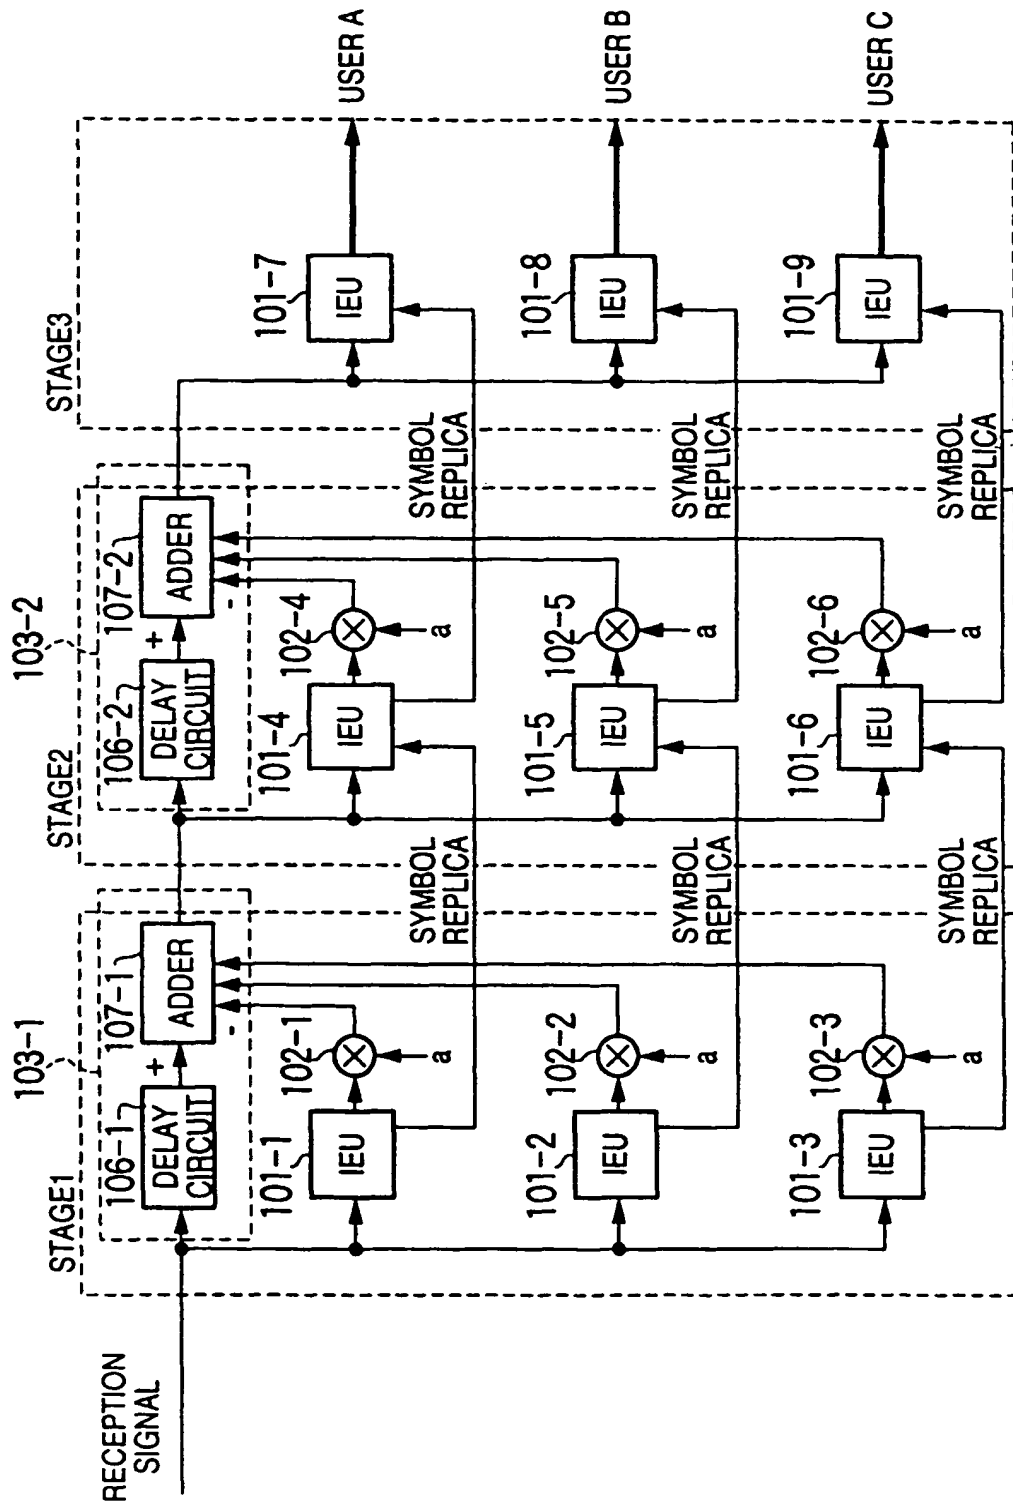 RECEPTION
SIGNAL
STAGE1
103-1
106-1
DELAY
CIRCUIT
+
107-1
ADDER
-
101-1
IEU
102-1
a
SYMBOL
REPLICA
101-2
IEU
102-2
a
SYMBOL
REPLICA
101-3
IEU
102-3
a
SYMBOL
REPLICA
STAGE2
103-2
106-2
DELAY
CIRCUIT
+
107-2
ADDER
-
101-4
IEU
102-4
a
SYMBOL
REPLICA
101-5
IEU
102-5
a
SYMBOL
REPLICA
101-6
IEU
102-6
a
SYMBOL
REPLICA
STAGE3
101-7
IEU
USER A
101-8
IEU
USER B
101-9
IEU
USER C